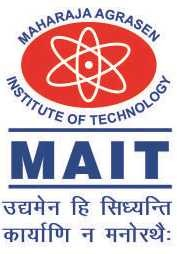 MAHARAJA AGRASEN
INSTITUTE OF TECHNOLOGY
MAIT
उद्यमेन हि सिध्यन्ति
कार्याणि न मनोरथैः